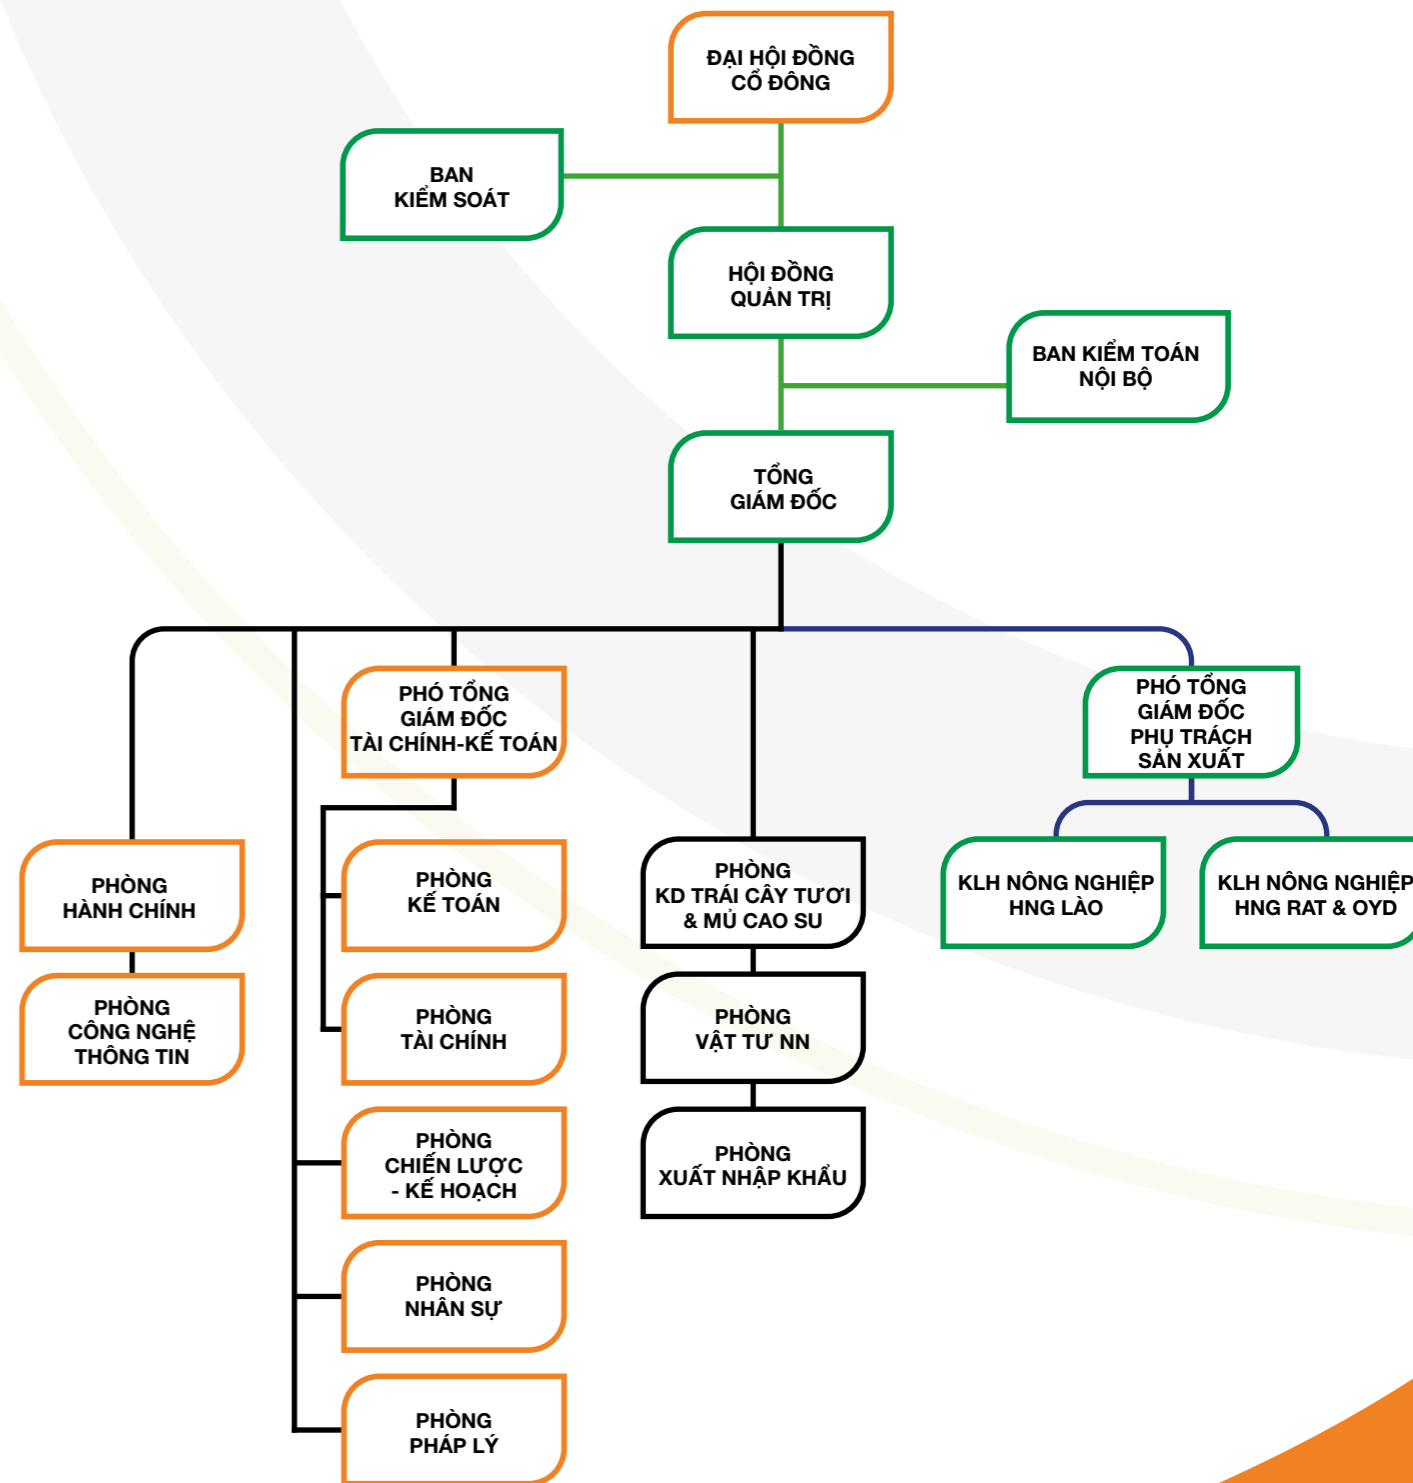 ĐẠI HỘI ĐỒNG
CỔ ĐÔNG
BAN
KIỂM SOÁT
HỘI ĐỒNG
QUẢN TRỊ
BAN KIỂM TOÁN
NỘI BỘ
TỔNG
GIÁM ĐỐC
PHÓ TỔNG
GIÁM ĐỐC
TÀI CHÍNH-KẾ TOÁN
PHÓ TỔNG
GIÁM ĐỐC
PHỤ TRÁCH
SẢN XUẤT
PHÒNG
HÀNH CHÍNH
PHÒNG
KẾ TOÁN
PHÒNG
KD TRÁI CÂY TƯƠI
& MỦ CAO SU
KLH NÔNG NGHIỆP
HNG LÀO
KLH NÔNG NGHIỆP
HNG RAT & OYD
PHÒNG
CÔNG NGHỆ
THÔNG TIN
PHÒNG
TÀI CHÍNH
PHÒNG
VẬT TƯ NN
PHÒNG
CHIẾN LƯỢC
- KẾ HOẠCH
PHÒNG
XUẤT NHẬP KHẨU
PHÒNG
NHÂN SỰ
PHÒNG
PHÁP LÝ